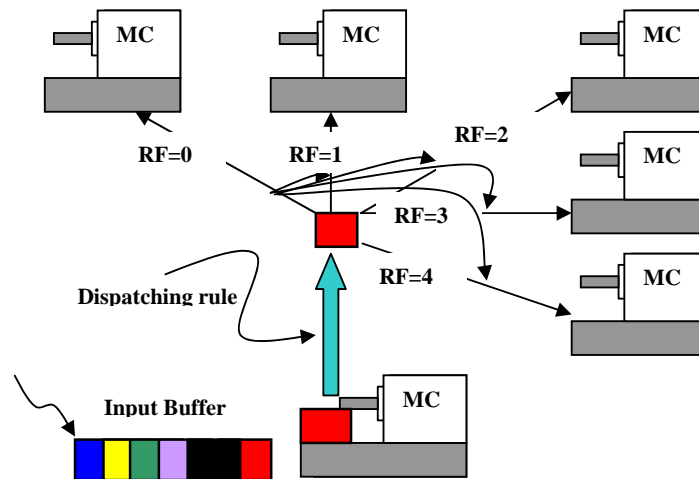 MC
MC
MC
RF=0
RF=1
RF=2
MC
RF=3
MC
RF=4
Dispatching rule
MC
Input Buffer